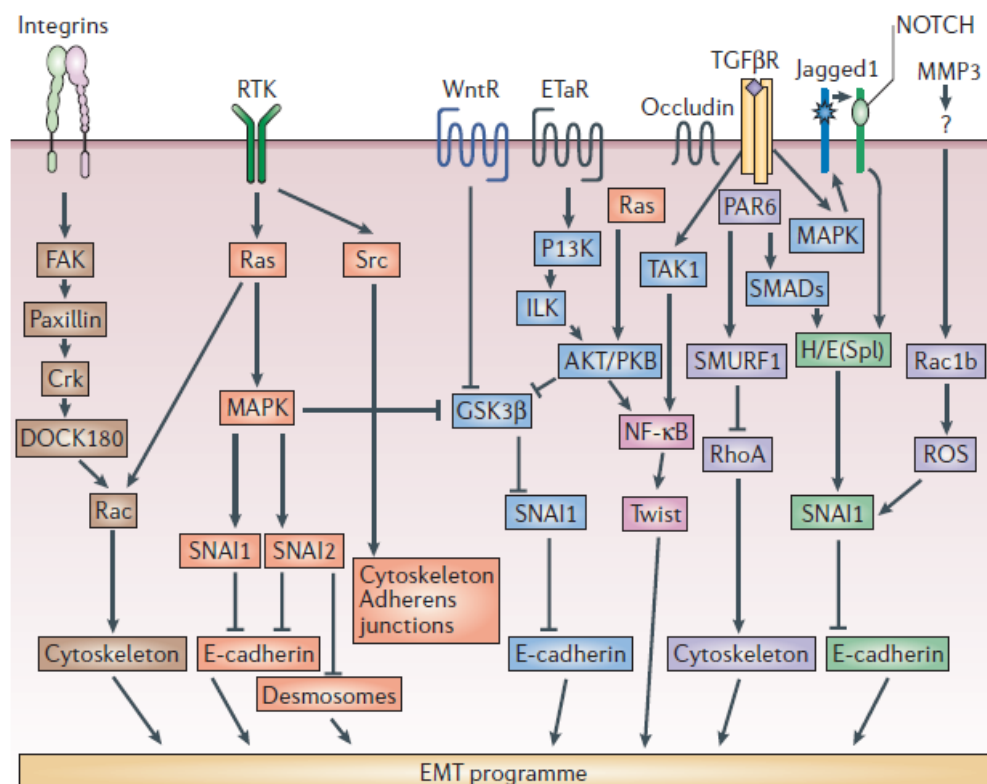 Integrins
RTK
WntR
ETaR
Occludin
TGFβR
Jagged1
NOTCH
MMP3
?
FAK
Ras
Src
P13K
Ras
TAK1
PAR6
MAPK
SMADs
Paxillin
ILK
Crk
MAPK
GSK3β
AKT/PKB
SMURF1
H/E(Spl)
Rac1b
DOCK180
NF-κB
RhoA
ROS
Rac
SNAI1
Twist
SNAI1
SNAI1
SNAI2
Cytoskeleton
Adherens
junctions
Cytoskeleton
E-cadherin
Desmosomes
E-cadherin
Cytoskeleton
E-cadherin
EMT programme